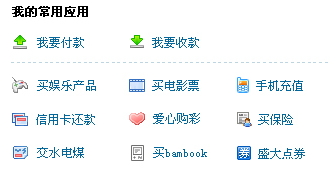 我的常用应用
我要付款 我要收款
买娱乐产品 买电影票 手机充值
信用卡还款 爱心购彩 买保险
交水电煤 买bambook 盛大点券